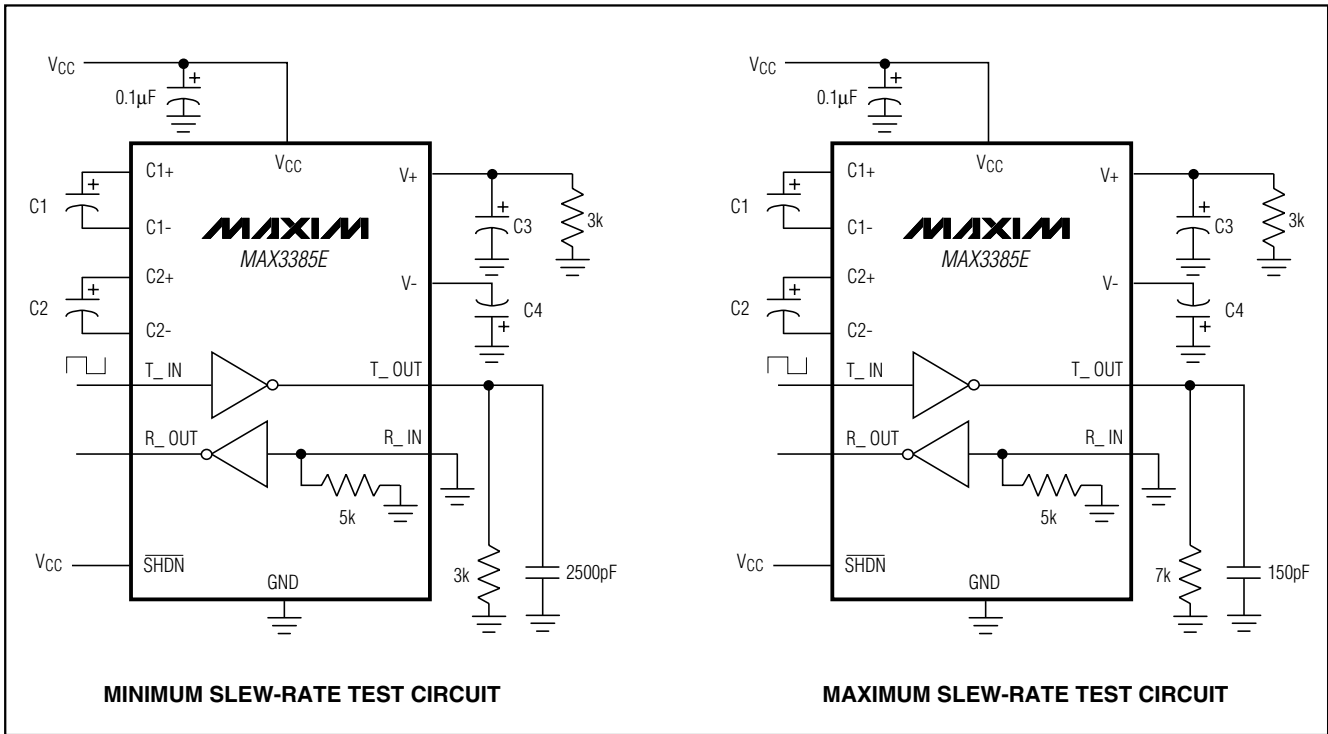 VCC
0.1µF
+
VCC
C1+
V+
C1
+
C1-
+
C3
3k
MAXIM
MAX3385E
C2+
V-
C2
+
C2-
C4
+
T_ IN
T_ OUT
R_ OUT
R_ IN
5k
VCC
SHDN
GND
3k
2500pF
MINIMUM SLEW-RATE TEST CIRCUIT
VCC
0.1µF
+
VCC
C1+
V+
C1
+
C1-
+
C3
3k
MAXIM
MAX3385E
C2+
V-
C2
+
C2-
C4
+
T_ IN
T_ OUT
R_ OUT
R_ IN
5k
VCC
SHDN
GND
7k
150pF
MAXIMUM SLEW-RATE TEST CIRCUIT